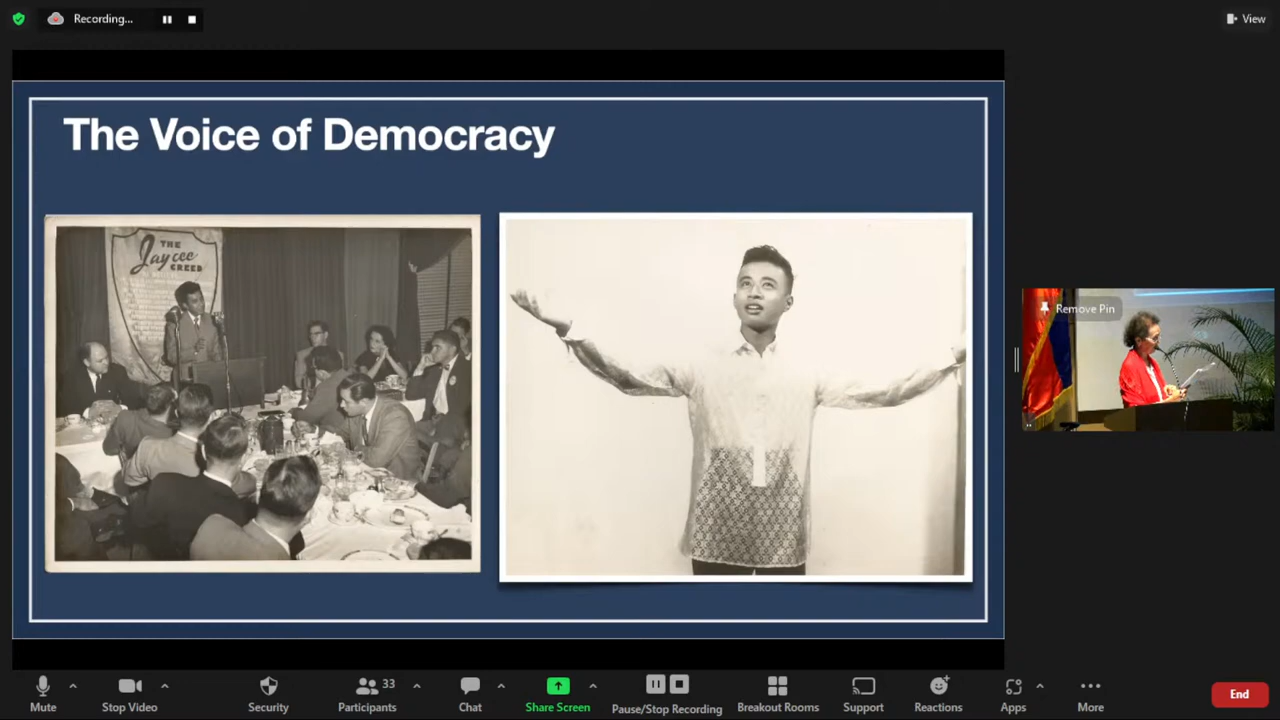 Recording...
View
The Voice of Democracy
THE
Jaycee
CREED
Remove Pin
Mute
Stop Video
Security
33
Participants
Chat
Share Screen
Pause/Stop Recording
Breakout Rooms
Support
Reactions
Apps
More
End